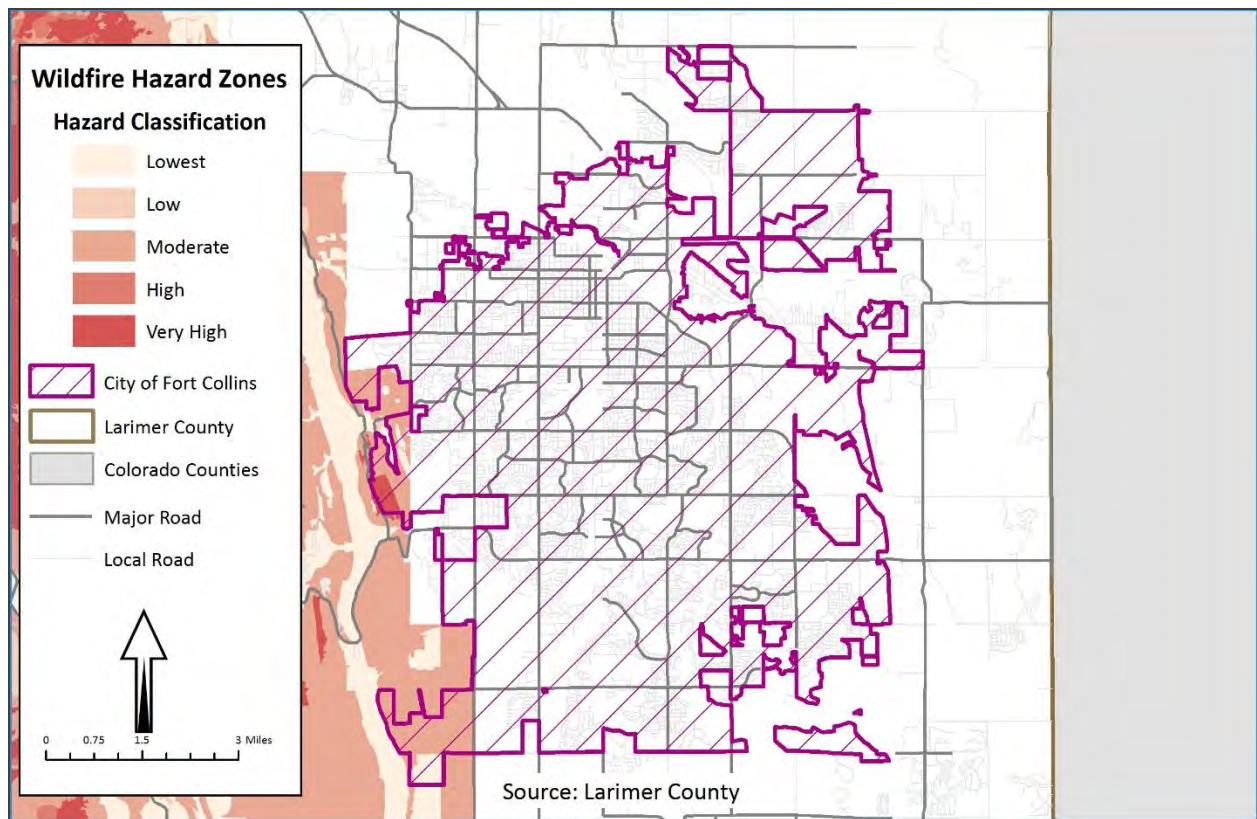 Wildfire Hazard Zones
Hazard Classification
Lowest
Low
Moderate
High
Very High
City of Fort Collins
Larimer County
Colorado Counties
Major Road
Local Road
0 0.75 1.5 3 Miles
Source: Larimer County